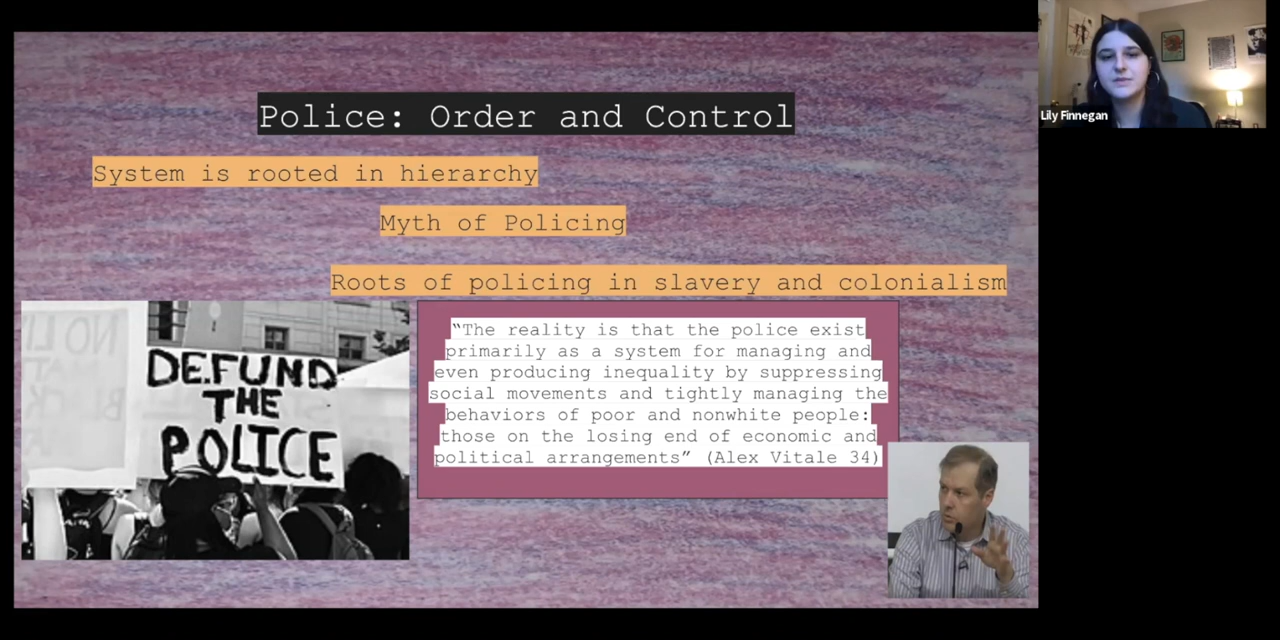 Police: Order and Control
Lily Finnegan
System is rooted in hierarchy
Myth of Policing
Roots of policing in slavery and colonialism
NO LI
DEFUND
THE
POLICE
“The reality is that the police exist
primarily as a system for managing and
even producing inequality by suppressing
social movements and tightly managing the
behaviors of poor and nonwhite people:
those on the losing end of economic and
political arrangements” (Alex Vitale 34)